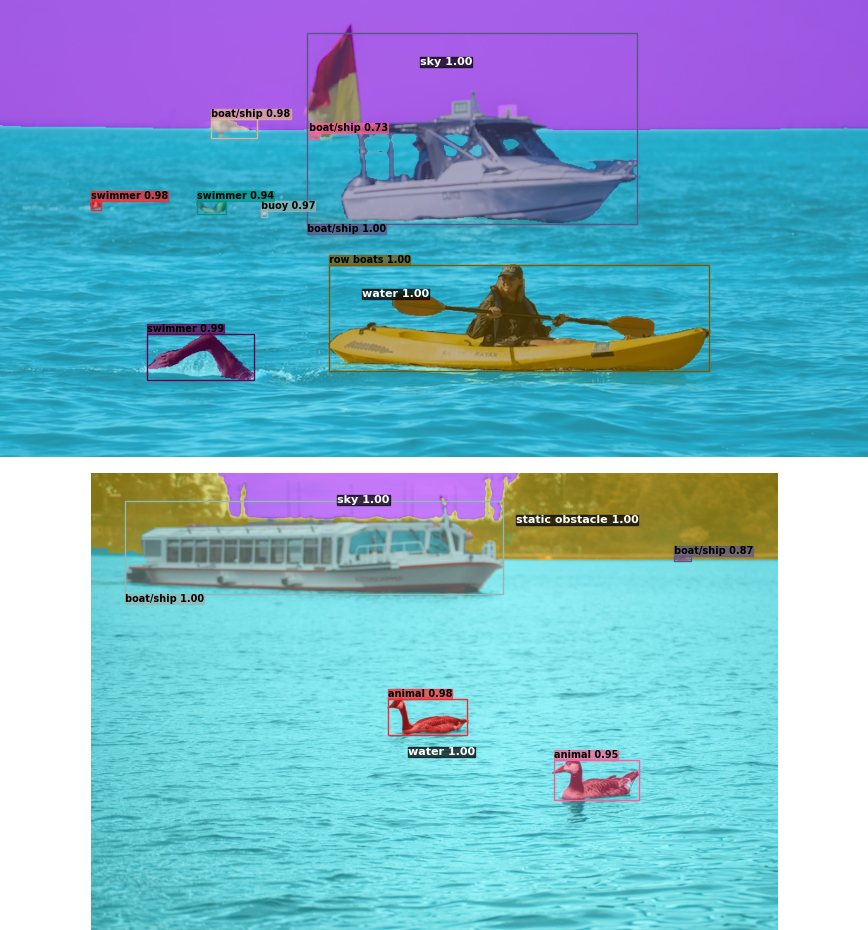 sky 1.00
boat/ship 0.98
boat/ship 0.73
swimmer 0.98
swimmer 0.94
buoy 0.97
boat/ship 1.00
row boats 1.00
water 1.00
swimmer 0.99
sky 1.00
static obstacle 1.00
boat/ship 0.87
boat/ship 1.00
animal 0.98
water 1.00
animal 0.95